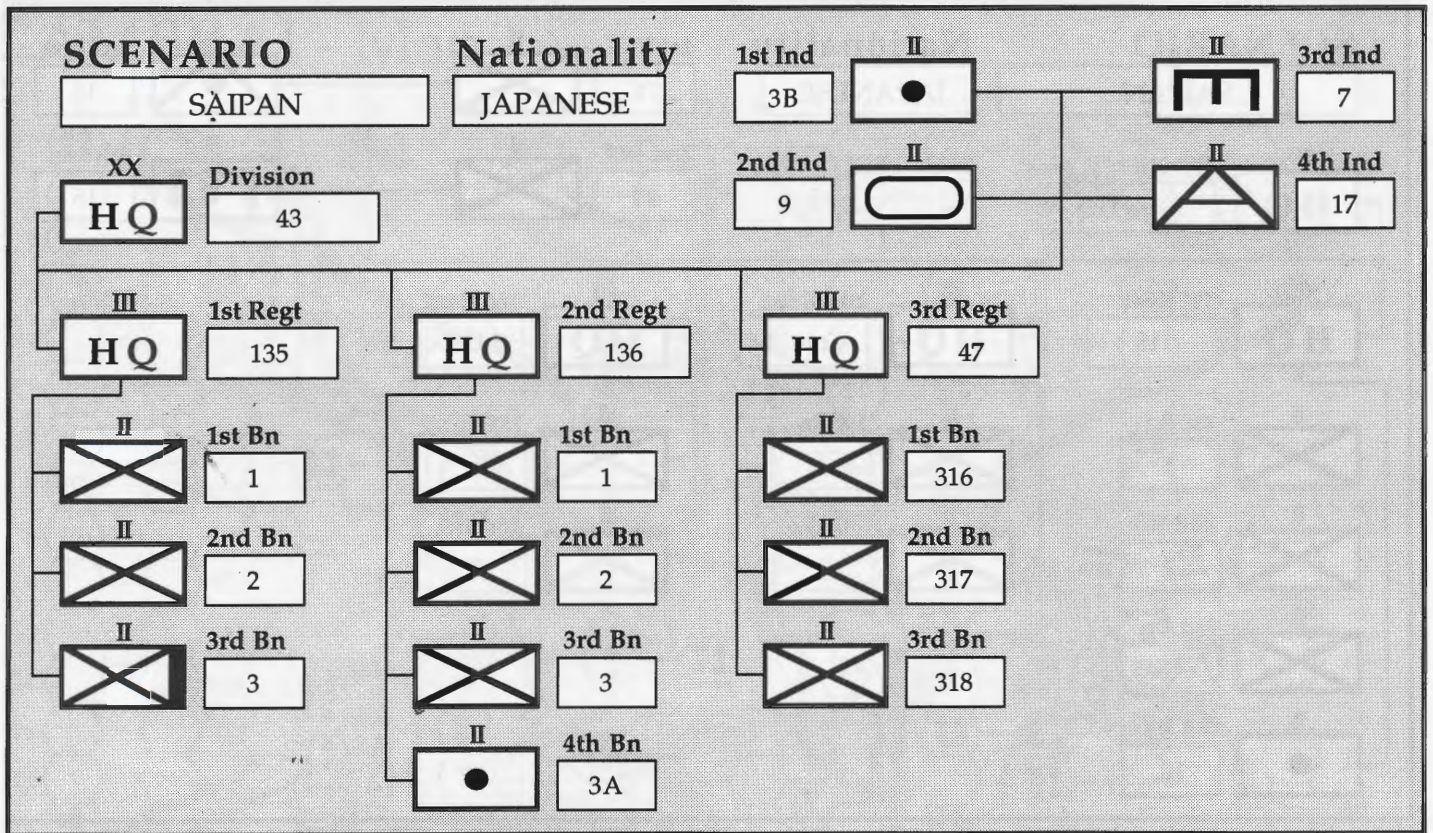 SCENARIO
Nationality
SAIPAN
JAPANESE
1st Ind
3B
II
II
3rd Ind
7
2nd Ind
9
II
II
4th Ind
17
XX
HQ
Division
43
III
HQ
1st Regt
135
III
HQ
2nd Regt
136
III
HQ
3rd Regt
47
II
1st Bn
1
II
1st Bn
1
II
1st Bn
316
II
2nd Bn
2
II
2nd Bn
2
II
2nd Bn
317
II
3rd Bn
3
II
3rd Bn
3
II
3rd Bn
318
II
4th Bn
3A